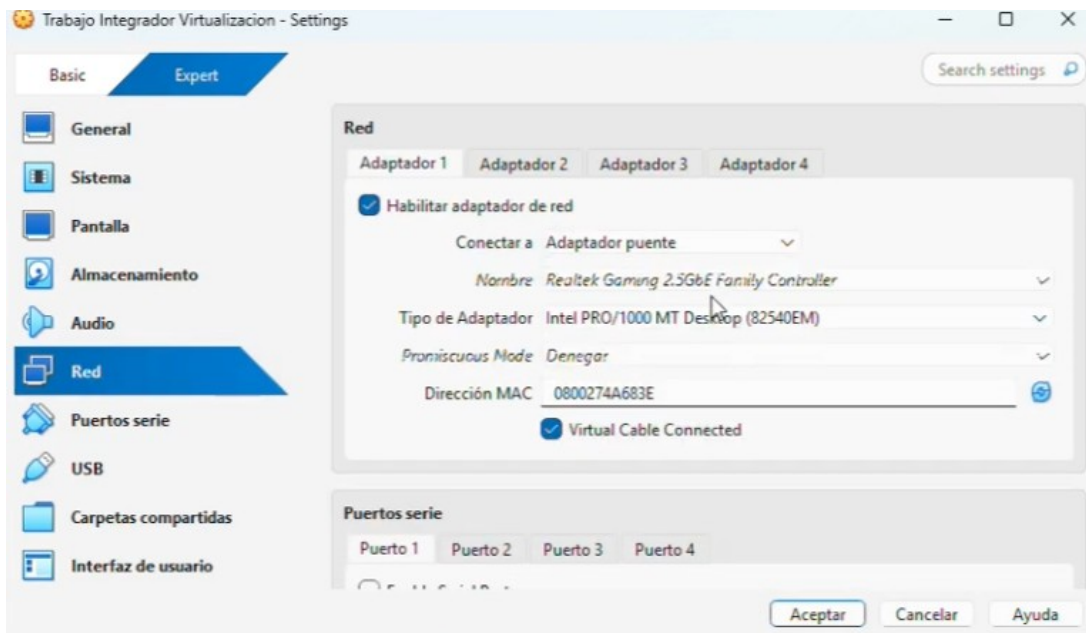 Trabajo Integrador Virtualizacion - Settings
Basic Expert Search settings
General
Sistema
Pantalla
Almacenamiento
Audio
Red
Puertos serie
USB
Carpetas compartidas
Interfaz de usuario
Red
Adaptador 1 Adaptador 2 Adaptador 3 Adaptador 4
Habilitar adaptador de red
Conectar a Adaptador puente
Nombre Realtek Gaming 2.5GbE Family Controller
Tipo de Adaptador Intel PRO/1000 MT Desktop (82540EM)
Promiscuous Mode Denegar
Dirección MAC 0800274A683E
Virtual Cable Connected
Puertos serie
Puerto 1 Puerto 2 Puerto 3 Puerto 4
Aceptar Cancelar Ayuda